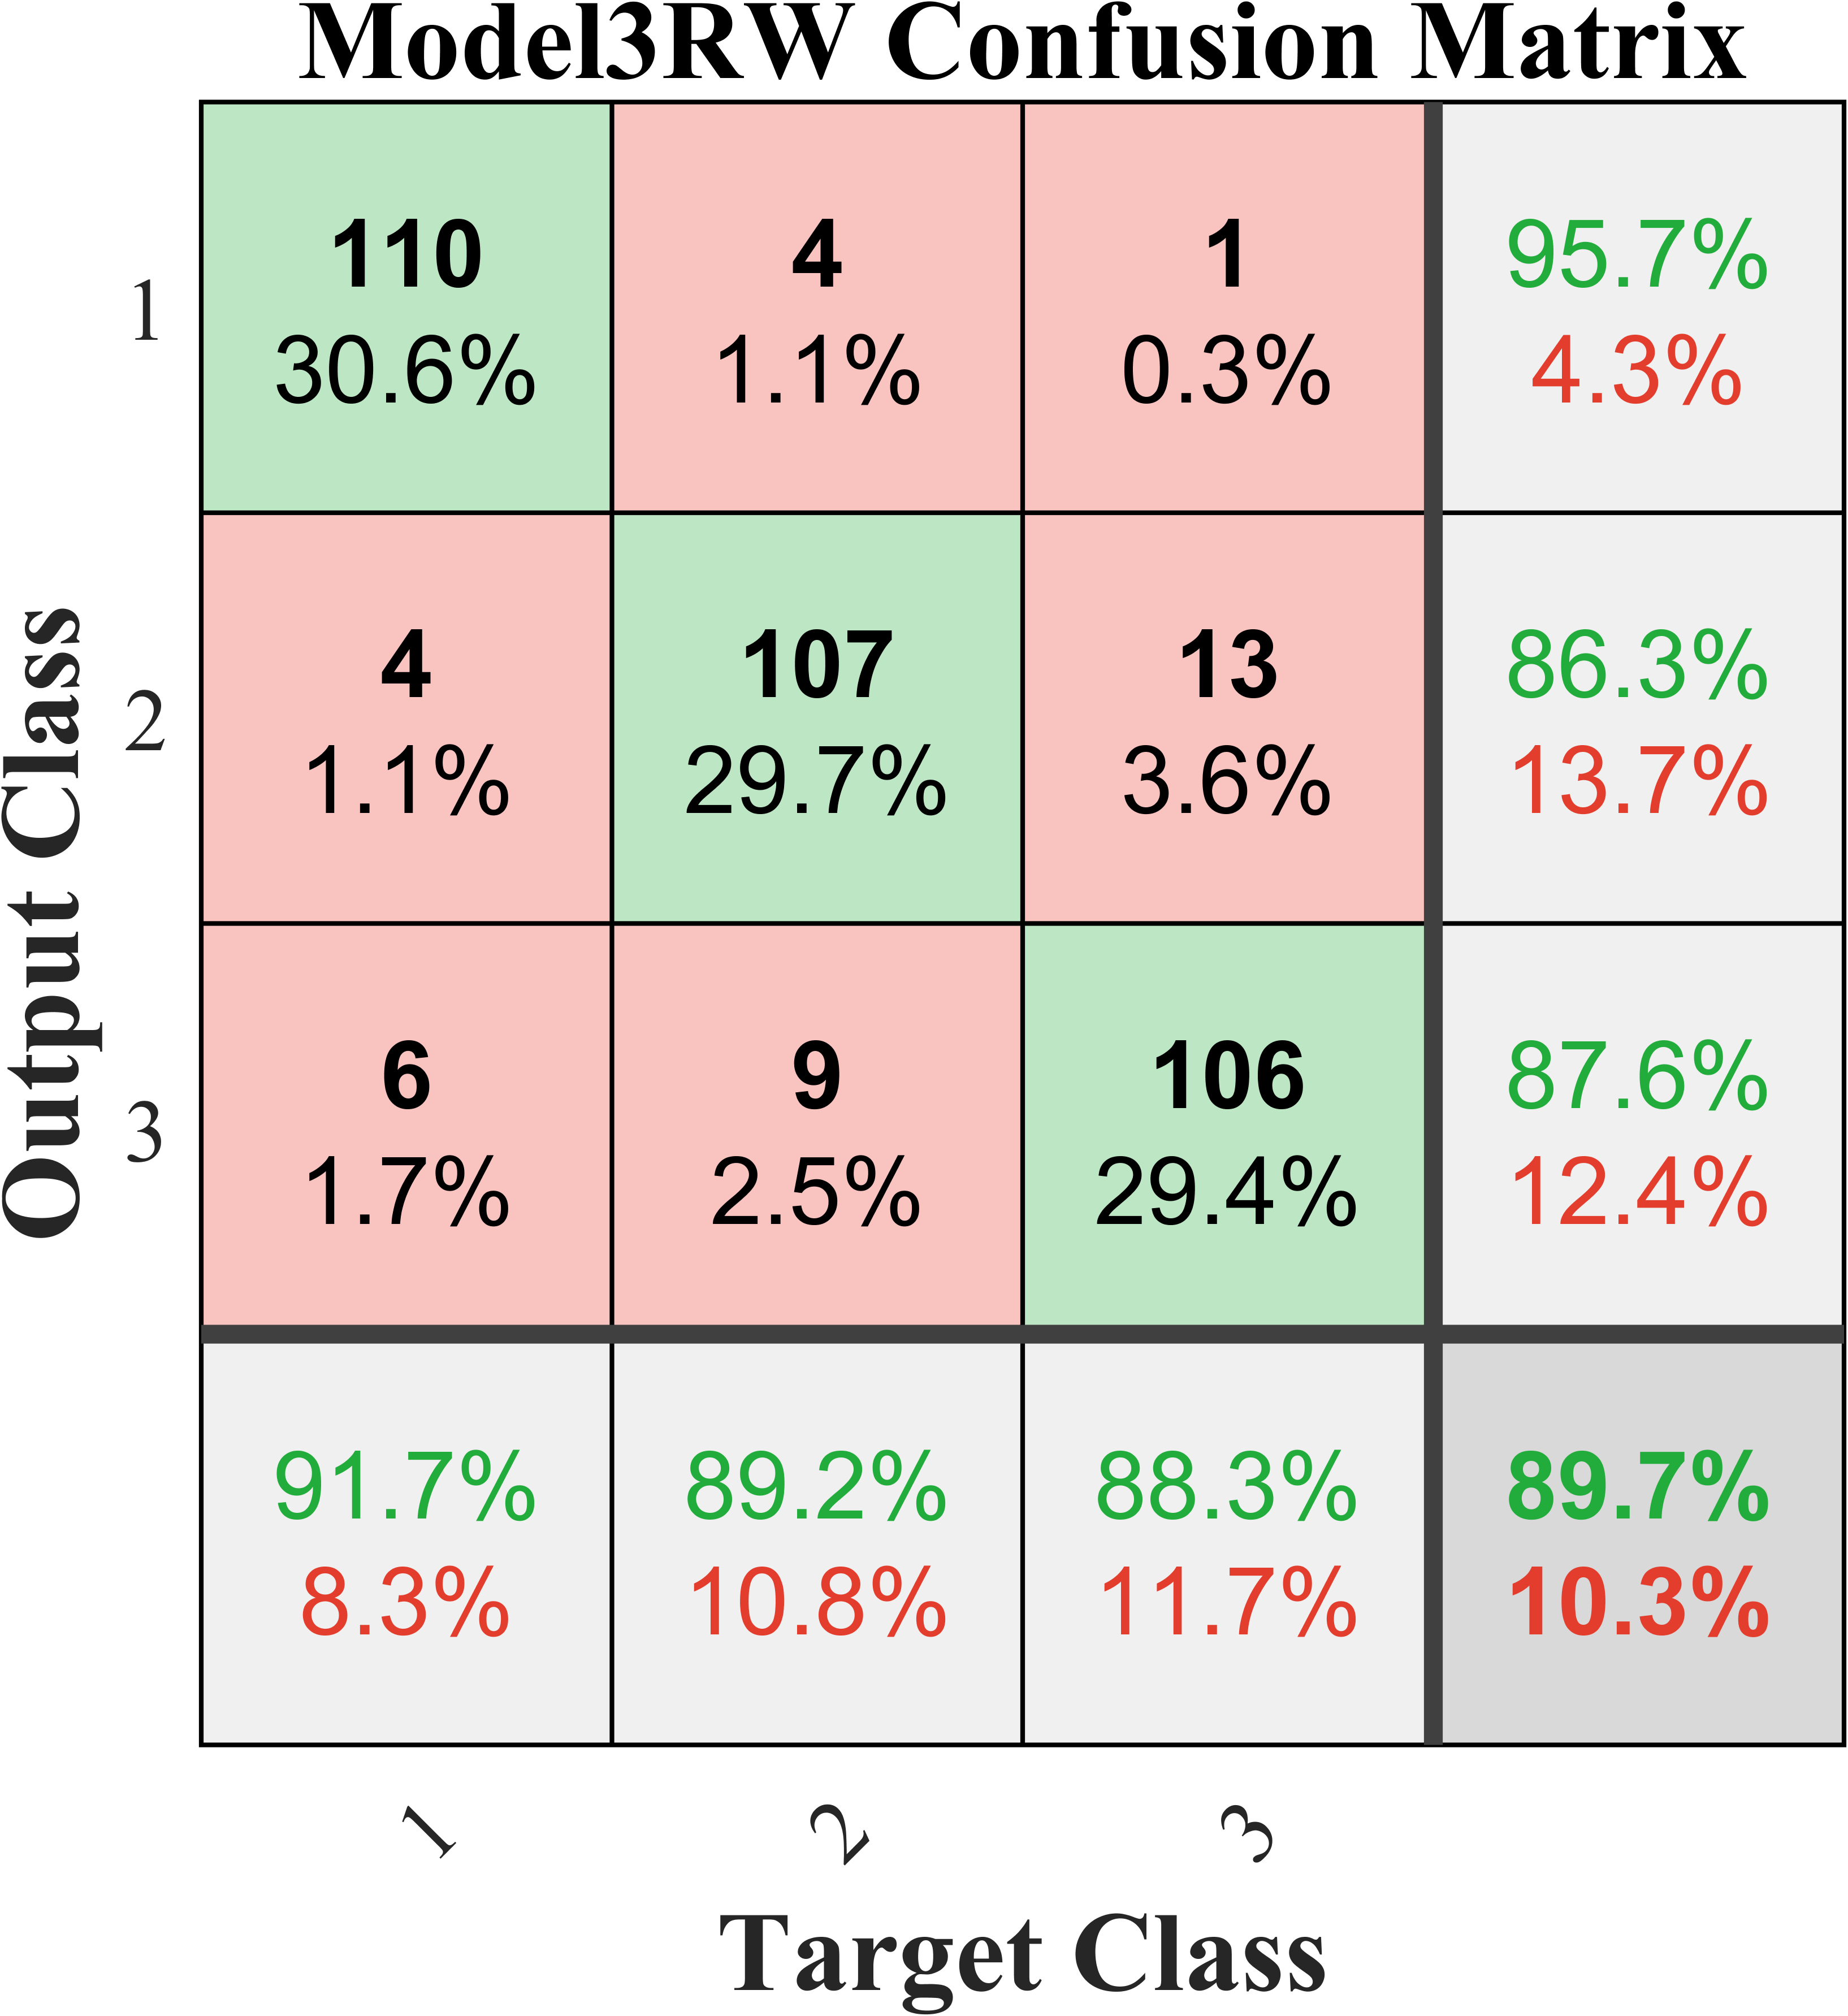 Model3RW Confusion Matrix
110 4 1 95.7%
1
30.6% 1.1% 0.3% 4.3%
4 107 13 86.3%
2
1.1% 29.7% 3.6% 13.7%
6 9 106 87.6%
3
1.7% 2.5% 29.4% 12.4%
Output Class
91.7% 89.2% 88.3% 89.7%
8.3% 10.8% 11.7% 10.3%
1 2 3
Target Class